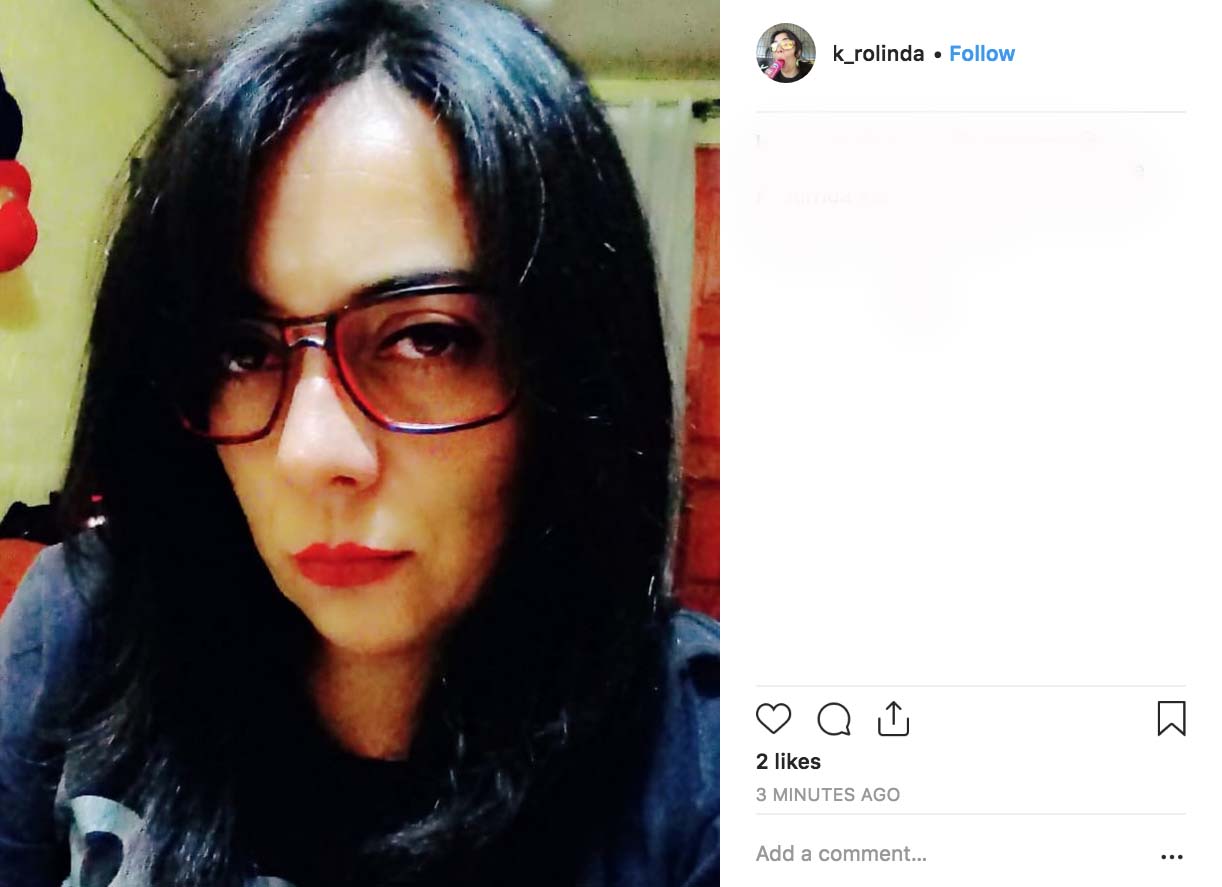 k_rolinda • Follow
2 likes
3 MINUTES AGO
Add a comment...